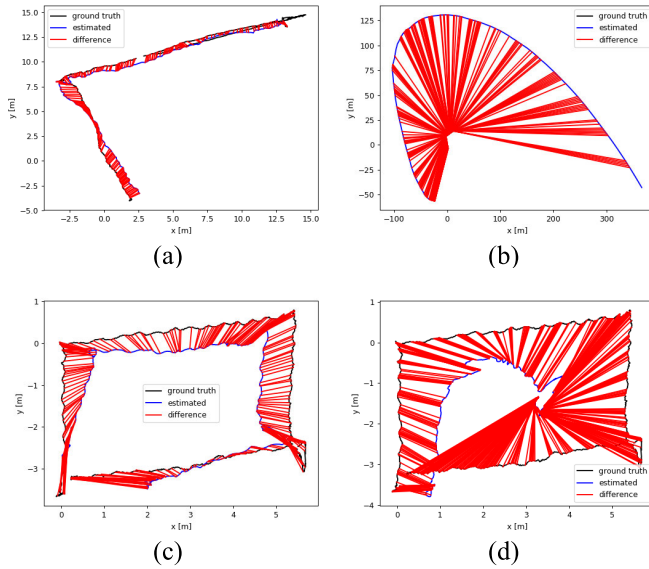 ground truth
estimated
difference
15.0
12.5
10.0
7.5
5.0
2.5
0.0
−2.5
−5.0
y [m]
−2.5 0.0 2.5 5.0 7.5 10.0 12.5 15.0
x [m]
(a)
ground truth
estimated
difference
125
100
75
50
25
0
−25
−50
y [m]
−100 0 100 200 300
x [m]
(b)
1
0
−1
−2
−3
y [m]
ground truth
estimated
difference
0 1 2 3 4 5
x [m]
(c)
1
0
−1
−2
−3
−4
y [m]
ground truth
estimated
difference
0 1 2 3 4 5
x [m]
(d)